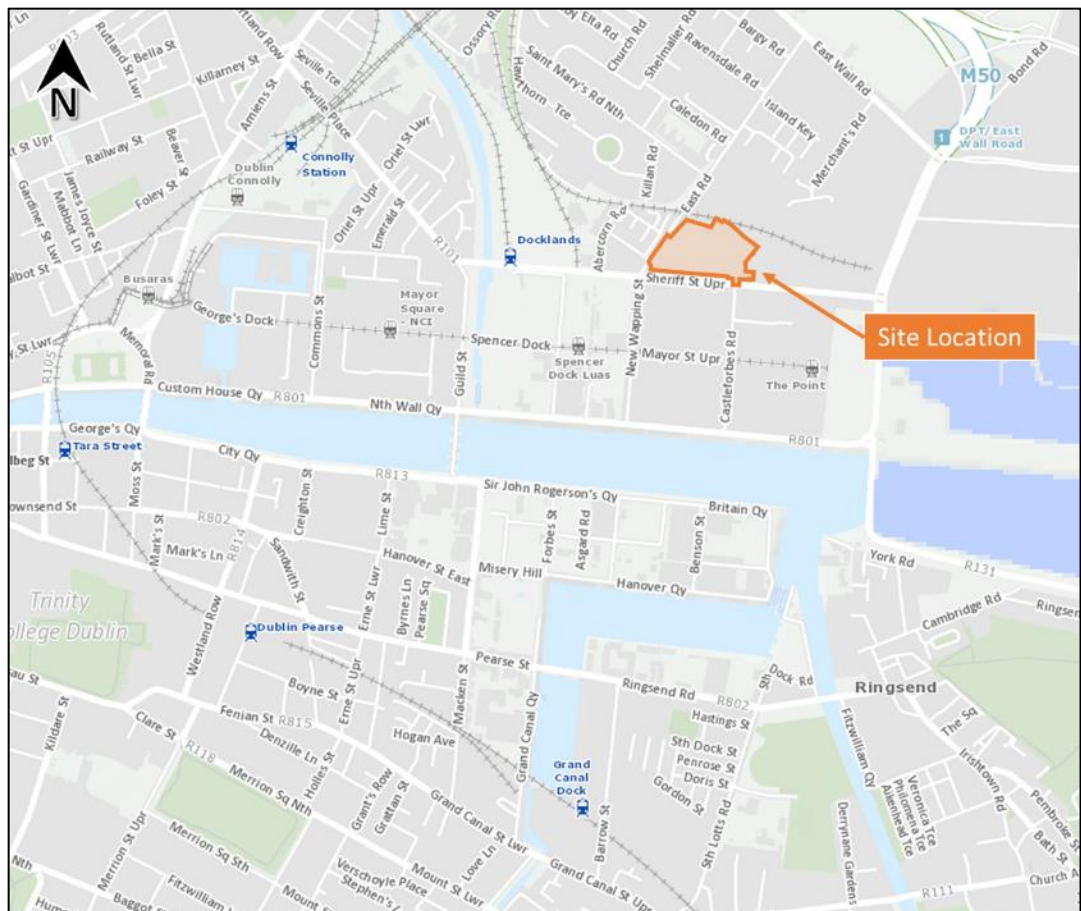 Rutland St Lwr
Bella St
Killarney St
Portland Row
Seville Tce
Ossory Rd
Church Rd
Shelmalier Rd
Bargy Rd
Ravensdale Rd
East Wall Rd
Bond Rd
M50
N
Amiens St
Seville Place
Hawthorn Tce
Saint Mary's Rd Nth
Caledon Rd
Island Key
Merchant's Rd
1
DPT/East
Wall Road
Railway St
Beaver St
Foley St
James Joyce St
Mabbot Ln
Gardiner St Lwr
Talbot St
Connolly
Station
Dublin
Connolly
Oriel St Lwr
Oriel St Upr
Emerald St
R101
Killan Rd
East Rd
Abercorn Rd
Docklands
Sheriff St Upr
Site Location
Busaras
George's Dock
Commons St
Mayor
Square
- NCI
Guild St
Spencer Dock
Spencer
Dock Luas
New Wapping St
Mayor St Upr
Castleforbes Rd
The Point
R105
Memorial Rd
Custom House Qy
R801
Nth Wall Qy
R801
George's Qy
Tara Street
City Qy
R813
Sir John Rogerson's Qy
Britain Qy
Moss St
Creighton St
Lime St
Forbes St
Asgard Rd
Benson St
R802
R814
Mark's St
Mark's Ln
Sandwith St
Hanover St East
Misery Hill
Hanover Qy
York Rd
R131
Cambridge Rd
Trinity
College Dublin
Westland Row
Dublin Pearse
Erne St Lwr
Byrnes Ln
Pearse Sq
Pearse St
Macken St
Ringsend Rd
R802
Sth Dock Rd
Ringsend
Kildare St
Clare St
Boyne St
Fenian St
R815
Erne St Upr
Denzille Ln
Hogan Ave
Grand Canal Qy
Hastings St
Sth Dock St
Penrose St
Doris St
Gordon St
Fitzwilliam Qy
The Sq
Irishtown Rd
R118
Merrion Sq Nth
Holles St
Grant's Row
Grattan St
Grand
Canal
Dock
Grand Canal St Lwr
Barrow St
Sth Lotts Rd
Derrynane Gardens
Veronica Tce
Philomena Tce
Aikenhead Tce
Pembroke St
Bath St
Merrion St Upr
Merrion Sq Sth
Verschoyle Place
Stephen's
Mount St Lwr
Love Ln
Grand Canal St
R111
Church A
Baggot St
Fitzwilliam